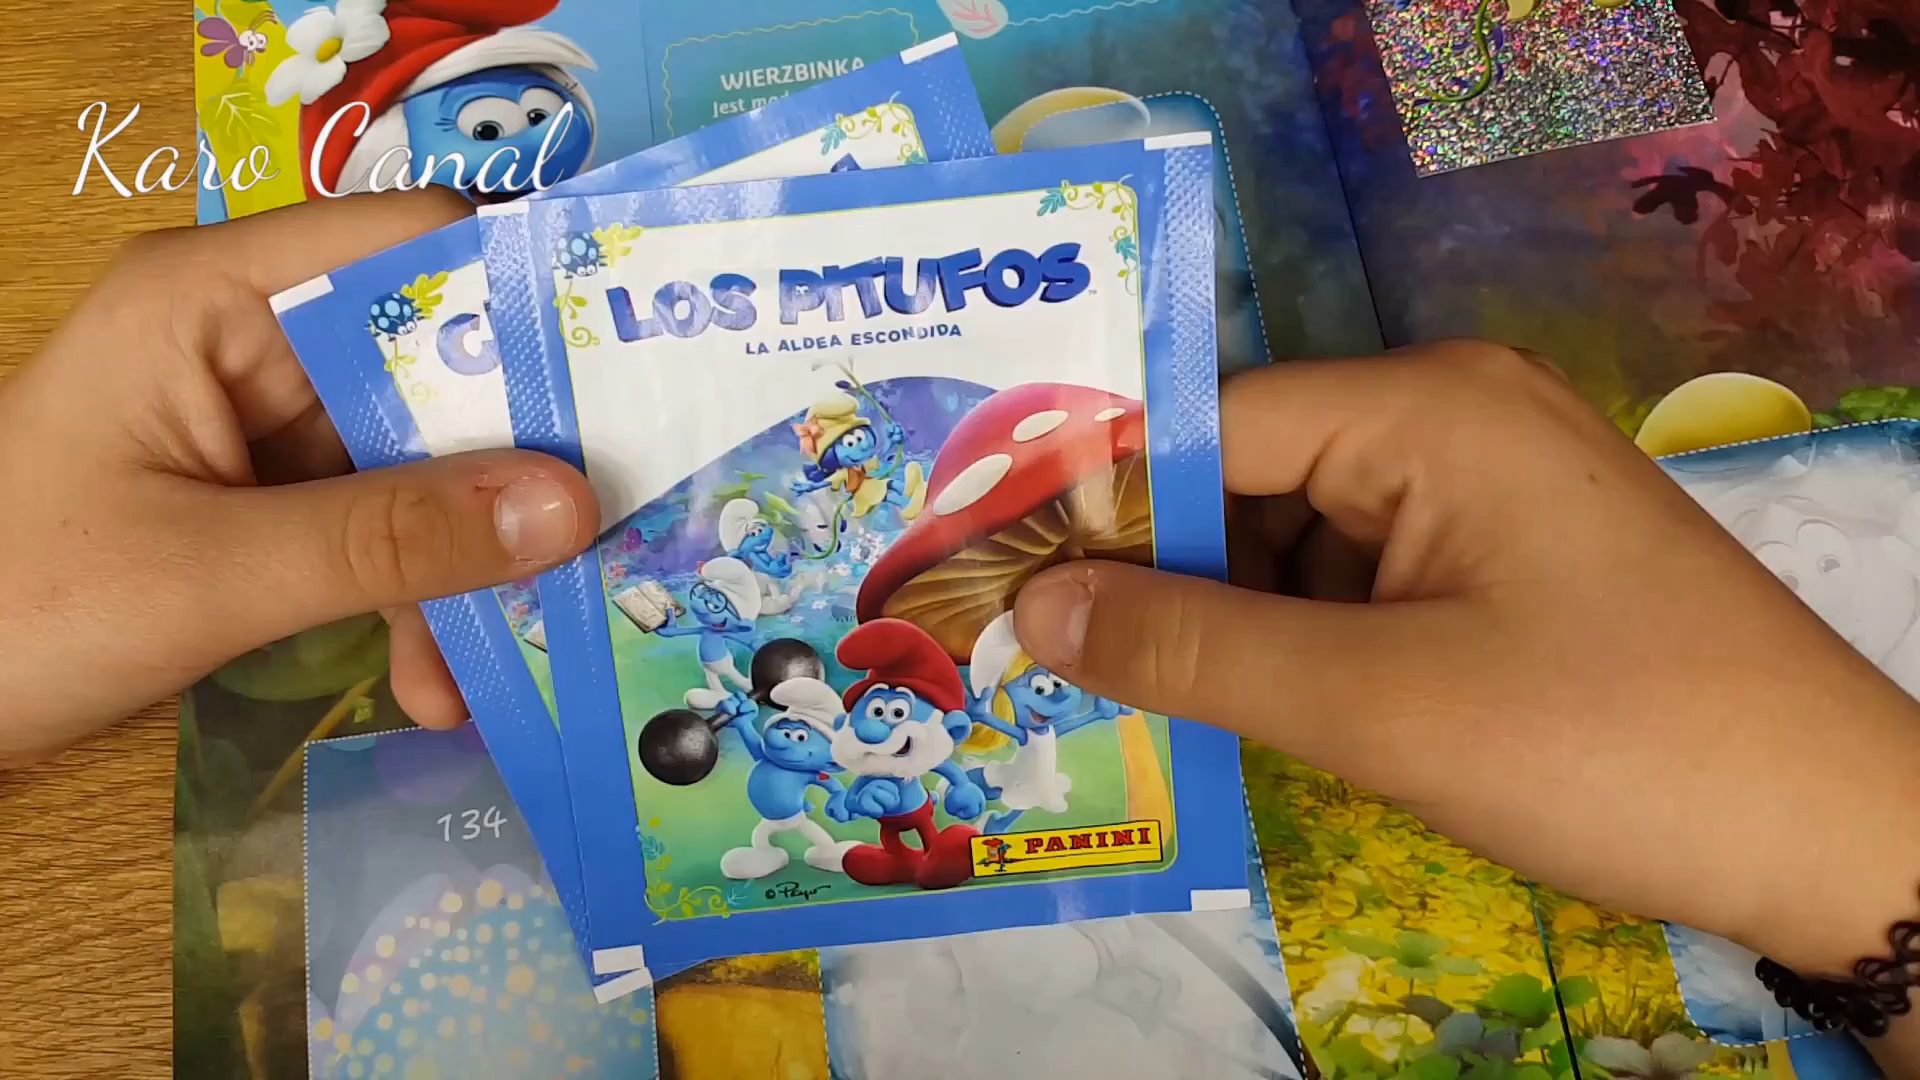 Karo Canal
WIERZBINKA
Jest
LOS PITUFOS
LA ALDEA ESCONDIDA
134
PANINI
© Peyo